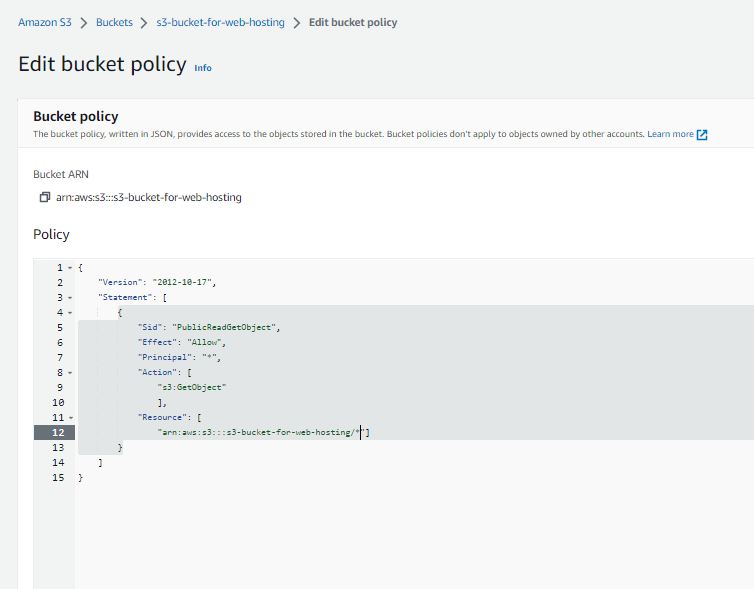 Amazon S3 > Buckets > s3-bucket-for-web-hosting > Edit bucket policy
Edit bucket policy Info
Bucket policy
The bucket policy, written in JSON, provides access to the objects stored in the bucket. Bucket policies don't apply to objects owned by other accounts. Learn more
Bucket ARN
arn:aws:s3:::s3-bucket-for-web-hosting
Policy
1 {
2 "Version": "2012-10-17",
3 "Statement": [
4 {
5 "Sid": "PublicReadGetObject",
6 "Effect": "Allow",
7 "Principal": "*",
8 "Action": [
9 "s3:GetObject"
10 ],
11 "Resource": [
12 "arn:aws:s3:::s3-bucket-for-web-hosting/*"]
13 }
14 ]
15 }